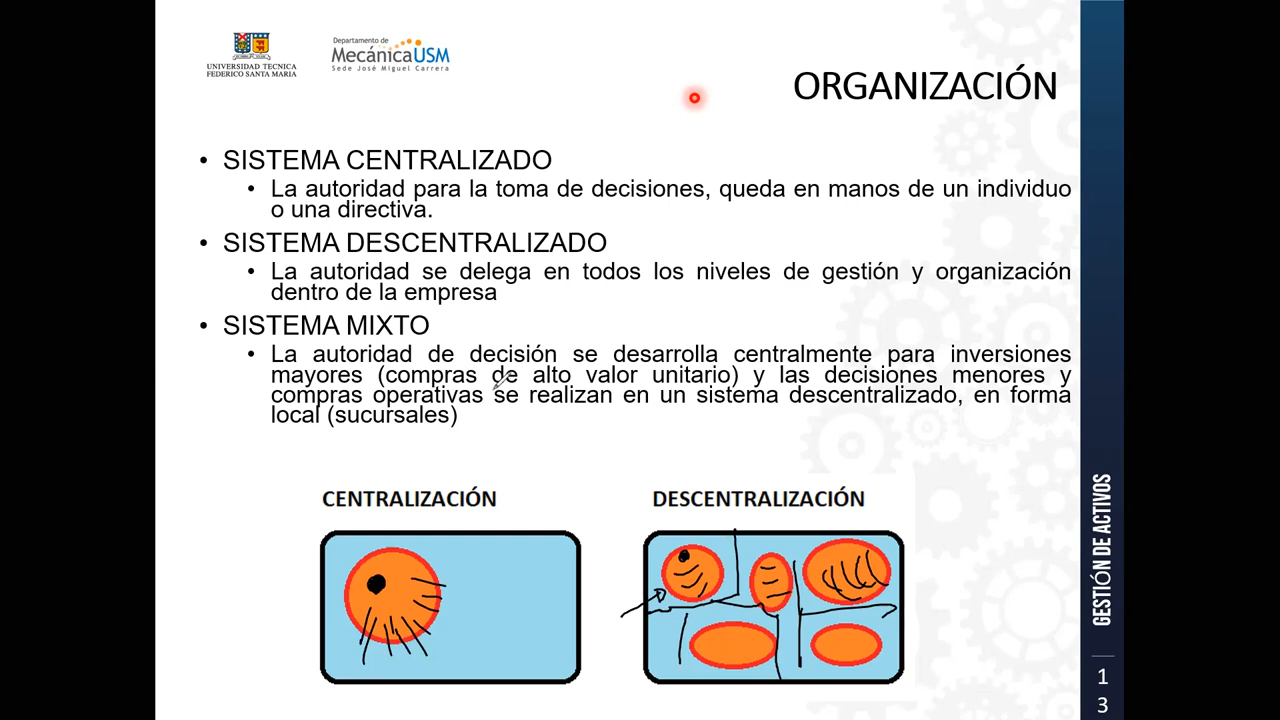 UNIVERSIDAD TECNICA
FEDERICO SANTA MARIA
Departamento de
MecánicaUSM
Sede José Miguel Carrera
ORGANIZACIÓN
• SISTEMA CENTRALIZADO
• La autoridad para la toma de decisiones, queda en manos de un individuo
o una directiva.
• SISTEMA DESCENTRALIZADO
• La autoridad se delega en todos los niveles de gestión y organización
dentro de la empresa
• SISTEMA MIXTO
• La autoridad de decisión se desarrolla centralmente para inversiones
mayores (compras de alto valor unitario) y las decisiones menores y
compras operativas se realizan en un sistema descentralizado, en forma
local (sucursales)
CENTRALIZACIÓN
DESCENTRALIZACIÓN
GESTIÓN DE ACTIVOS
1
3